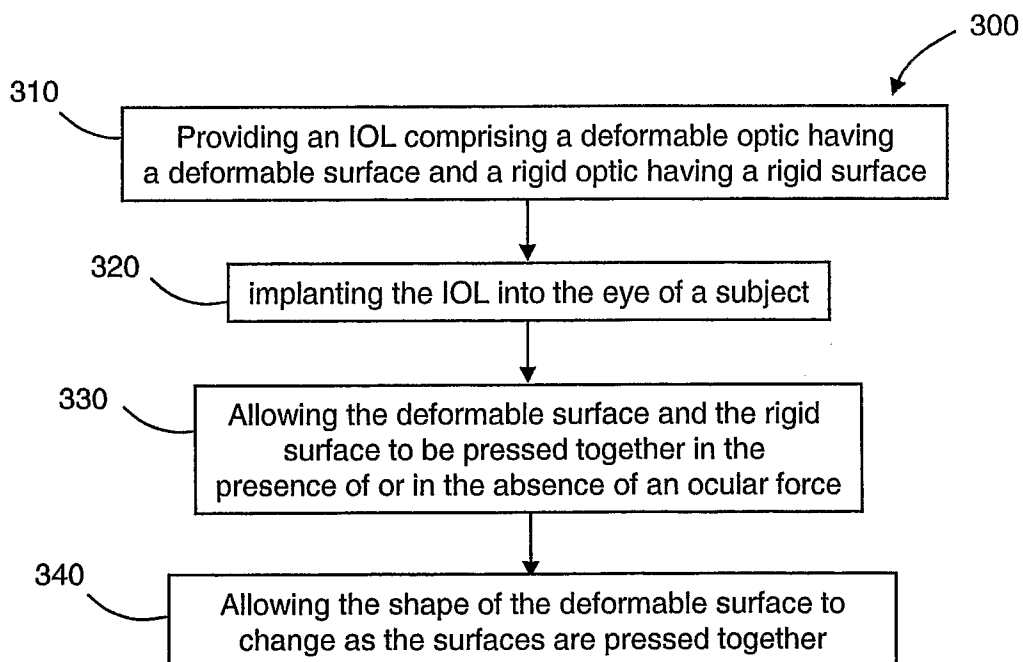 300
310
Providing an IOL comprising a deformable optic having
a deformable surface and a rigid optic having a rigid surface
320
implanting the IOL into the eye of a subject
330
Allowing the deformable surface and the rigid
surface to be pressed together in the
presence of or in the absence of an ocular force
340
Allowing the shape of the deformable surface to
change as the surfaces are pressed together